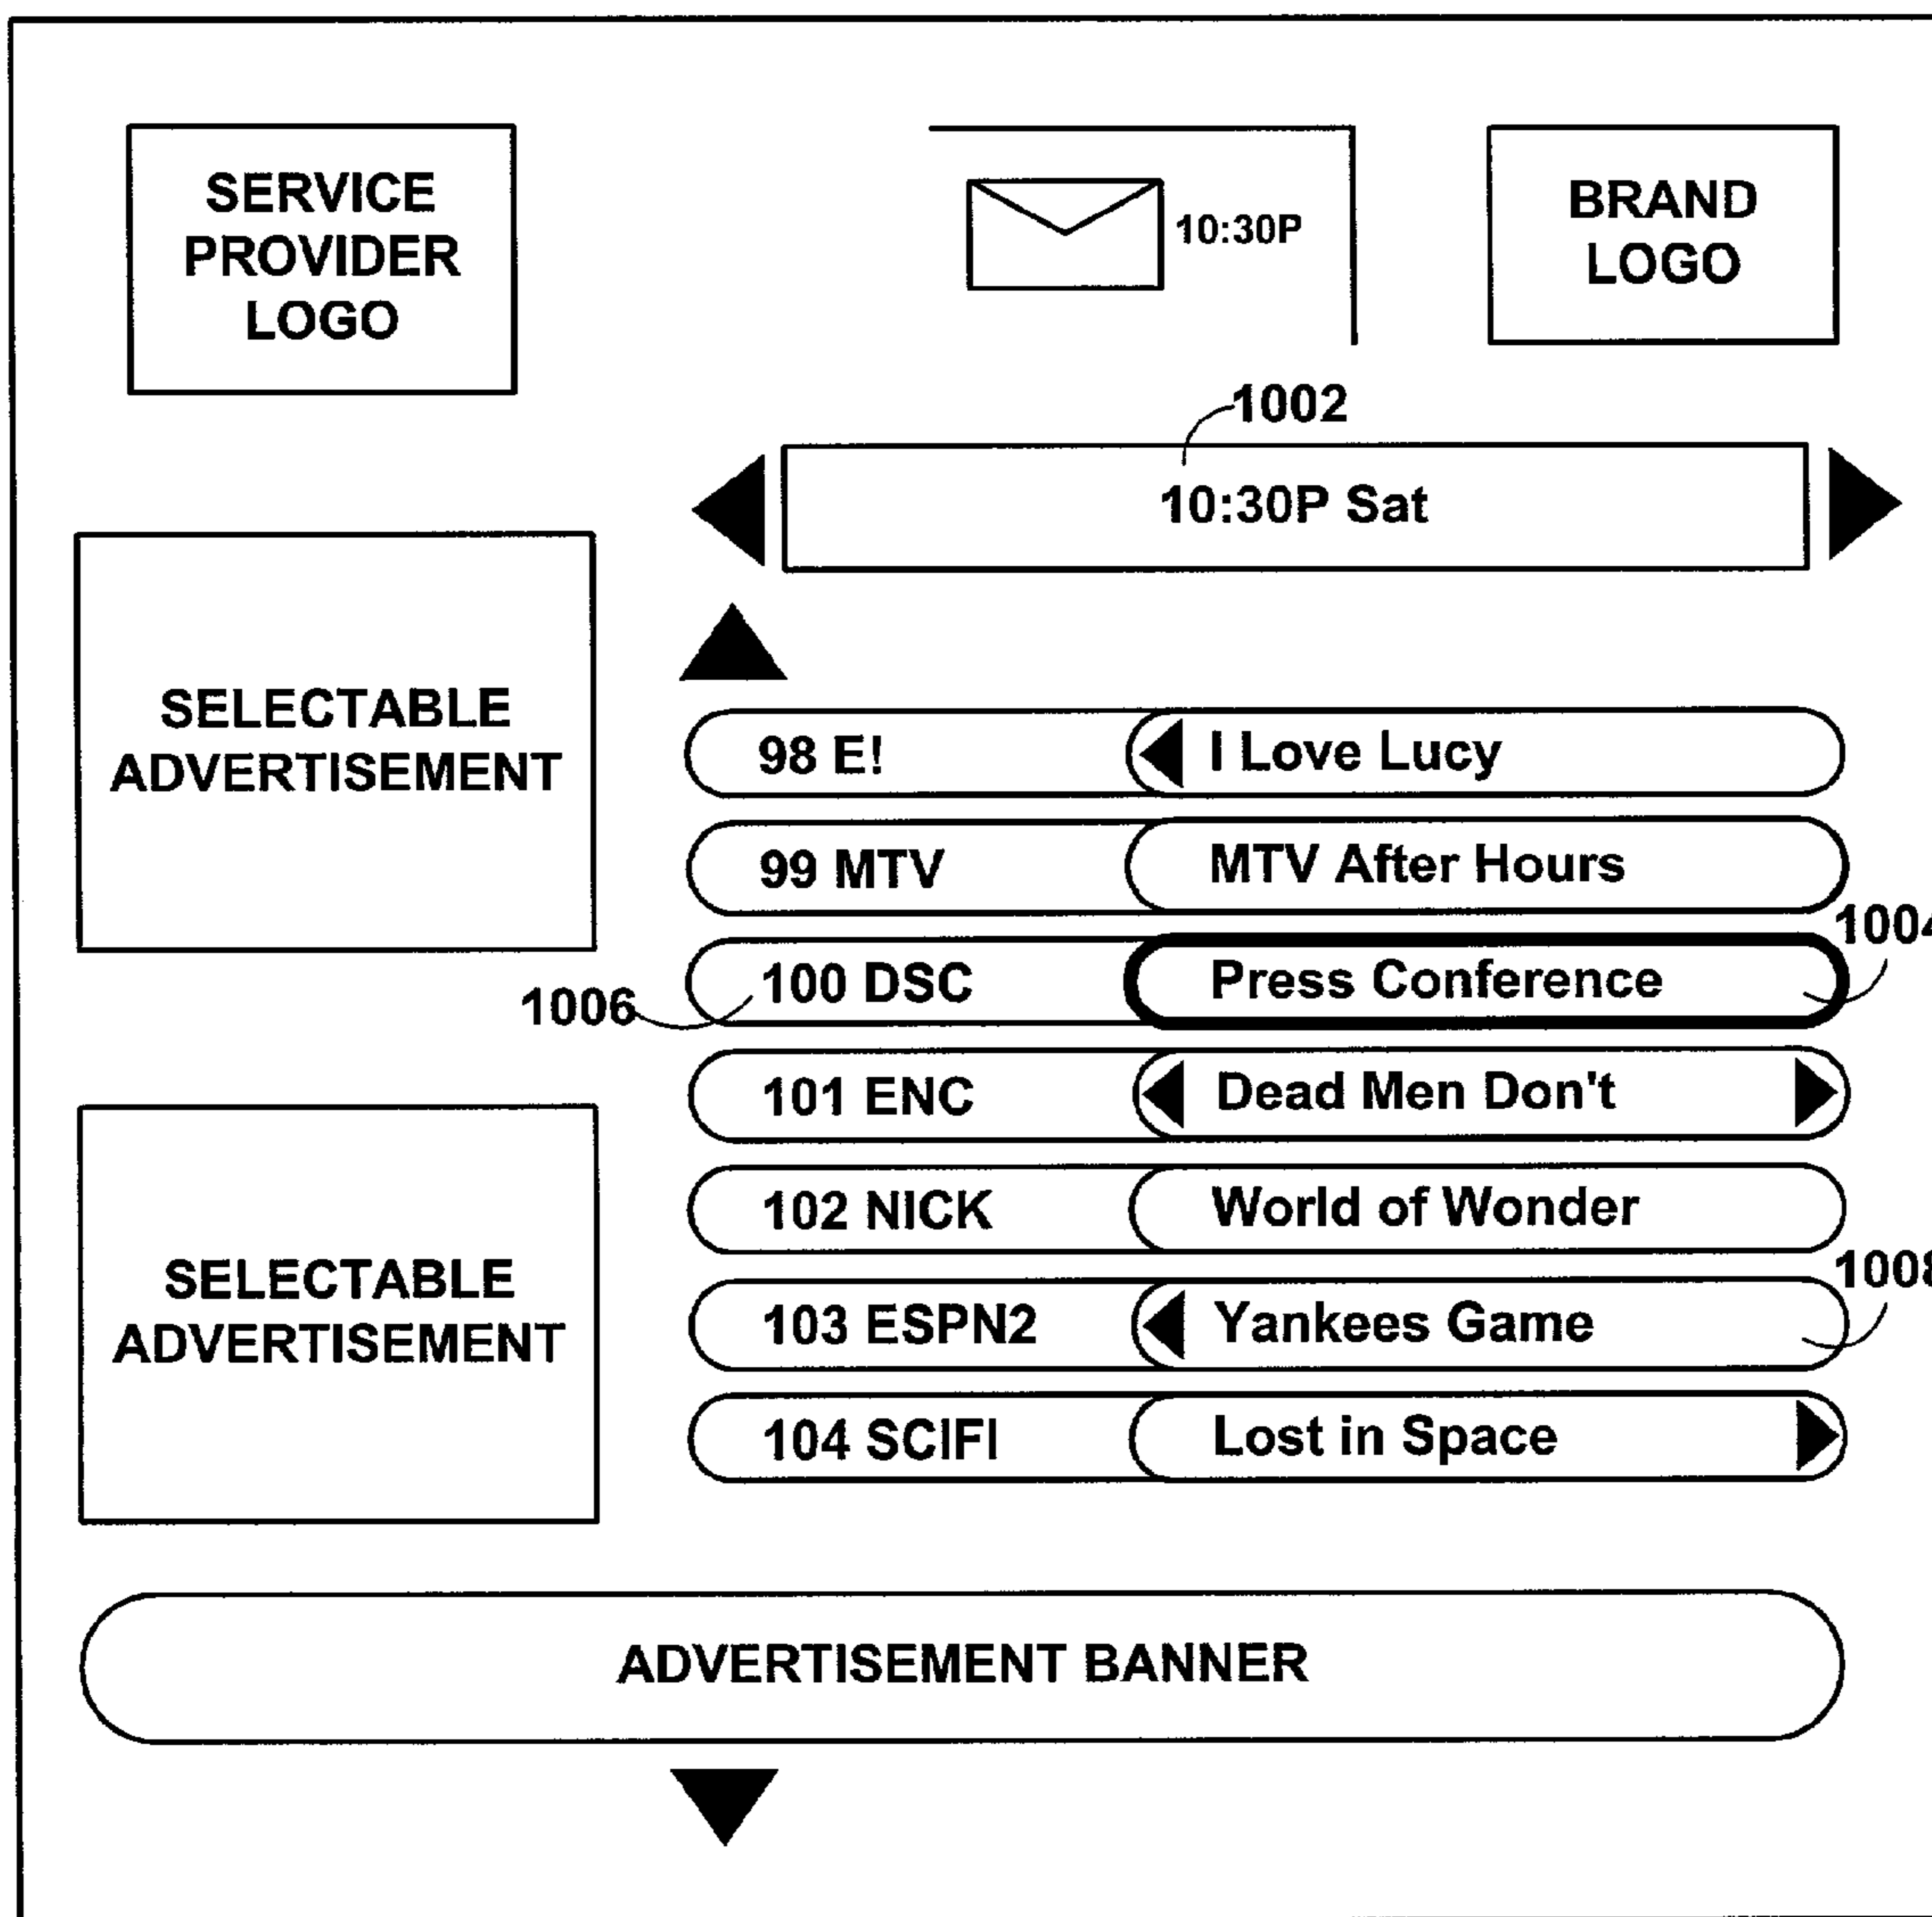 SERVICE
PROVIDER
LOGO
10:30P
BRAND
LOGO
1002
10:30P Sat
SELECTABLE
ADVERTISEMENT
98 E! I Love Lucy
99 MTV MTV After Hours
1004
100 DSC Press Conference
1006
101 ENC Dead Men Don't
SELECTABLE
ADVERTISEMENT
102 NICK World of Wonder
1008
103 ESPN2 Yankees Game
104 SCIFI Lost in Space
ADVERTISEMENT BANNER